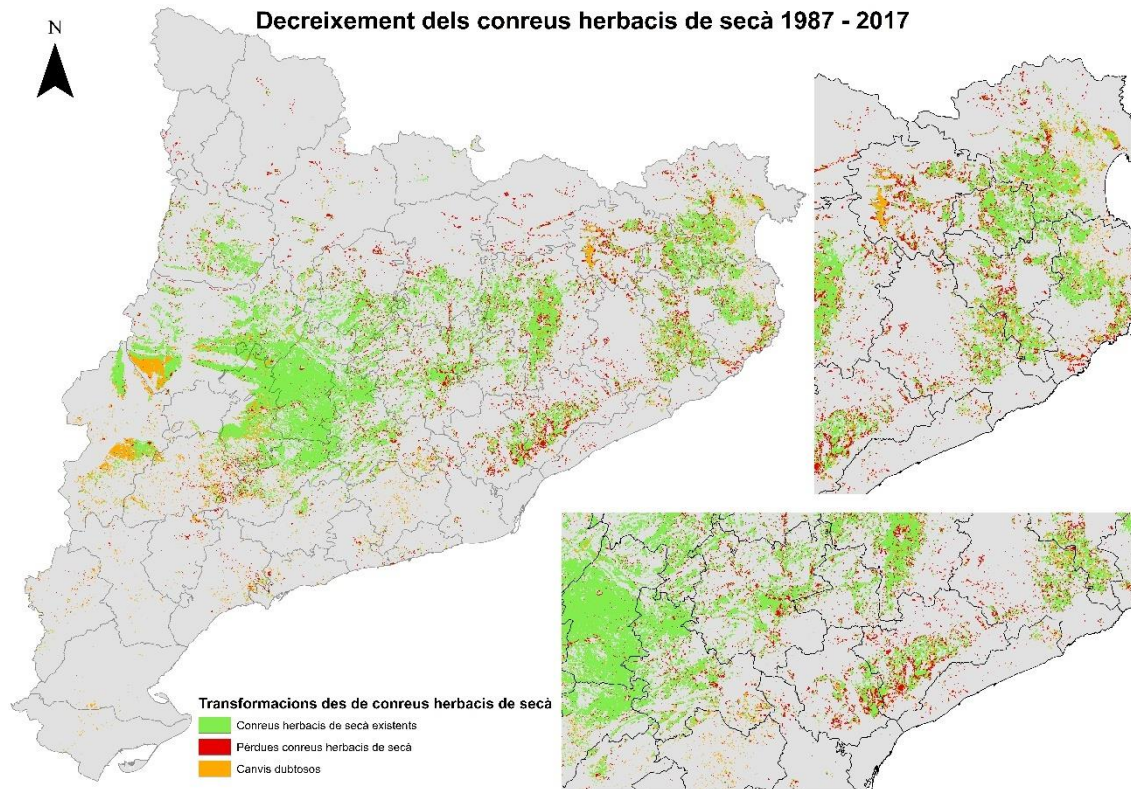 Decreixement dels conreus herbacis de secà 1987 - 2017
N
Transformacions des de conreus herbacis de secà
Conreus herbacis de secà existents
Pèrdues conreus herbacis de secà
Canvis dubtosos